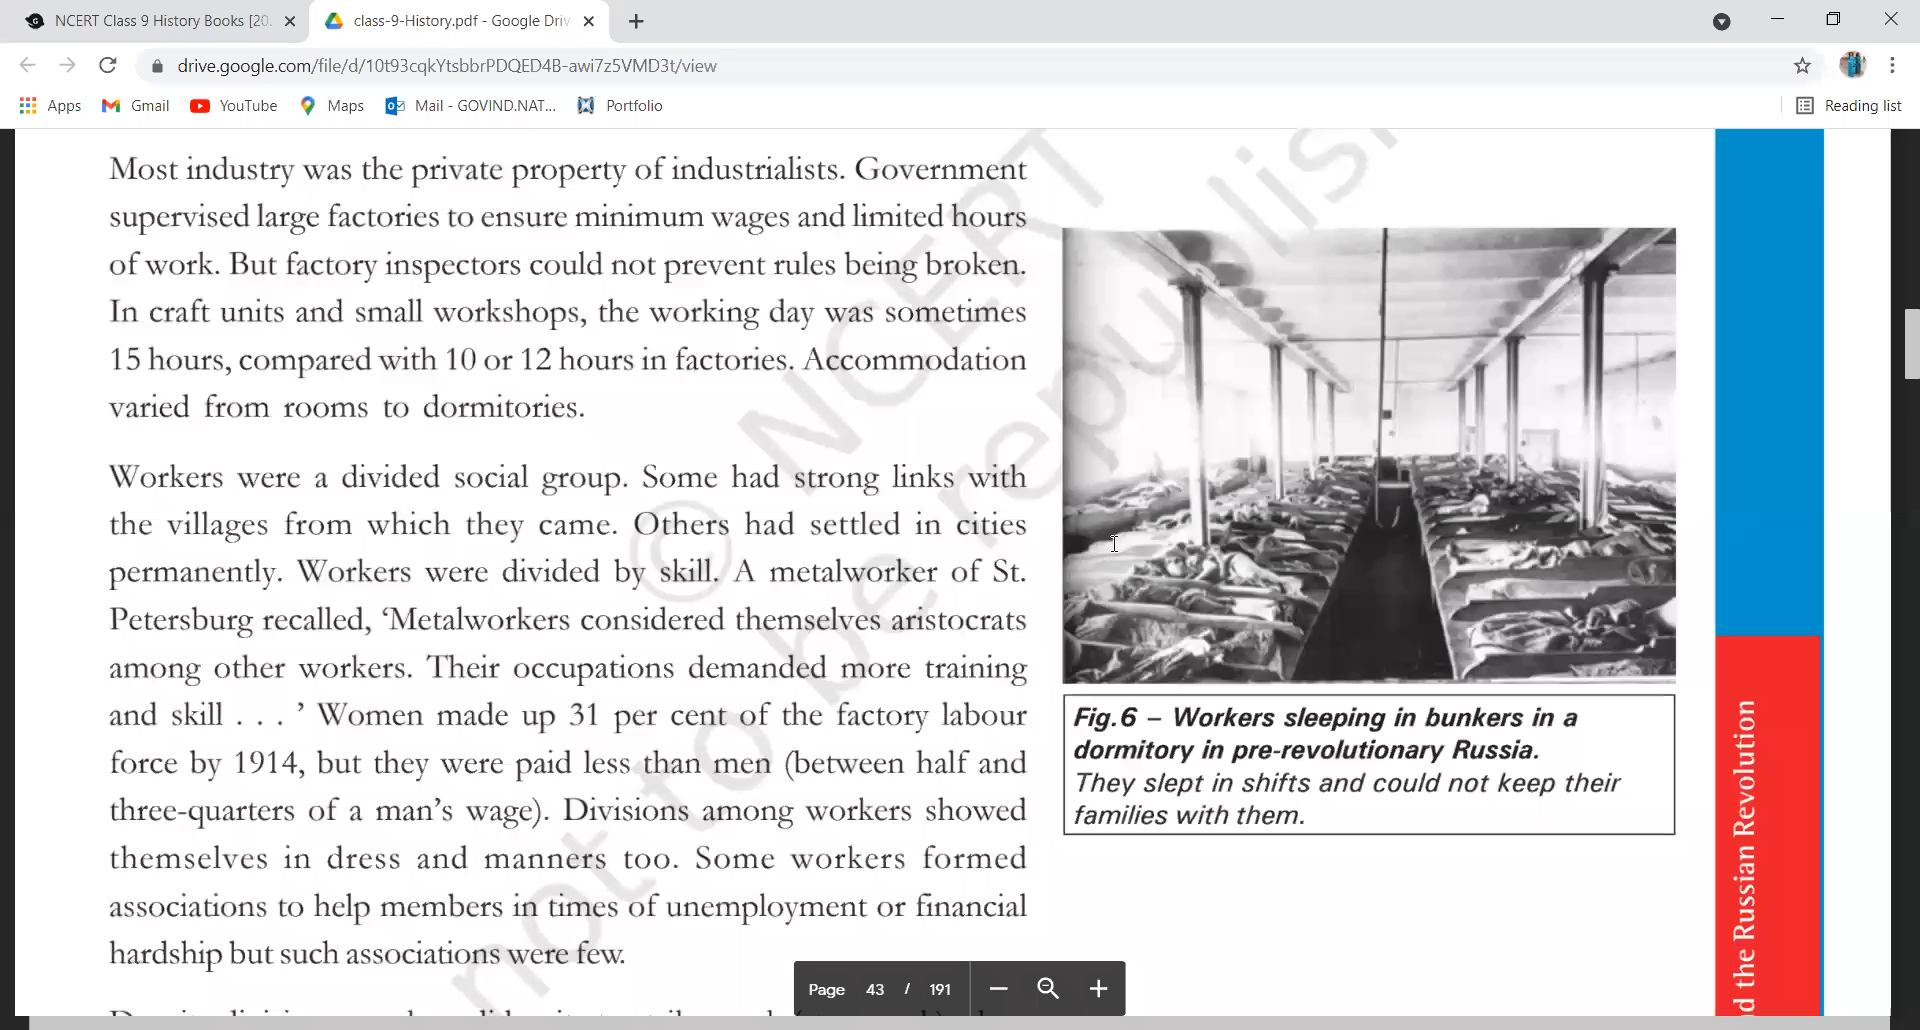 NCERT Class 9 History Books [20
class-9-History.pdf - Google Driv
drive.google.com/file/d/10t93cqkYtsbbrPDQED4B-awi7z5VMD3t/view
Apps
Gmail
YouTube
Maps
Mail - GOVIND.NAT...
Portfolio
Reading list
Most industry was the private property of industrialists. Government
supervised large factories to ensure minimum wages and limited hours
of work. But factory inspectors could not prevent rules being broken.
In craft units and small workshops, the working day was sometimes
15 hours, compared with 10 or 12 hours in factories. Accommodation
varied from rooms to dormitories.
Workers were a divided social group. Some had strong links with
the villages from which they came. Others had settled in cities
permanently. Workers were divided by skill. A metalworker of St.
Petersburg recalled, ‘Metalworkers considered themselves aristocrats
among other workers. Their occupations demanded more training
and skill . . . ’ Women made up 31 per cent of the factory labour
force by 1914, but they were paid less than men (between half and
three-quarters of a man’s wage). Divisions among workers showed
themselves in dress and manners too. Some workers formed
associations to help members in times of unemployment or financial
hardship but such associations were few.
Fig.6 – Workers sleeping in bunkers in a
dormitory in pre-revolutionary Russia.
They slept in shifts and could not keep their
families with them.
d the Russian Revolution
© NCERT
not to be republis
Page 43 / 191